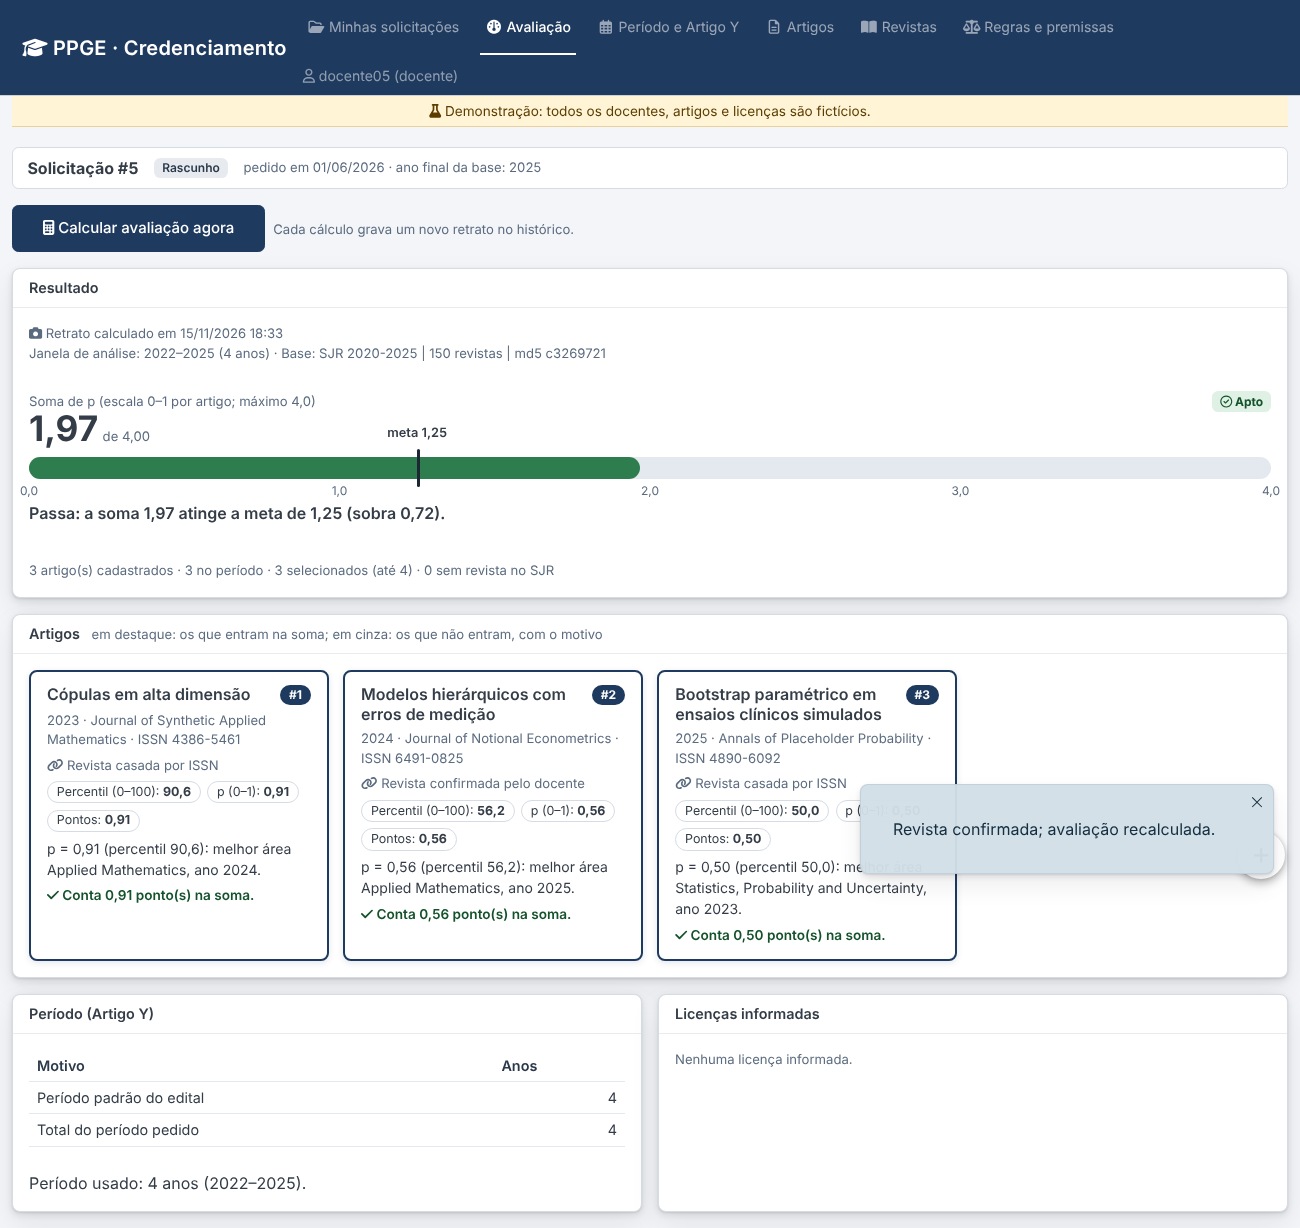 PPGE · Credenciamento
Minhas solicitações
Avaliação
Período e Artigo Y
Artigos
Revistas
Regras e premissas
docente05 (docente)
Demonstração: todos os docentes, artigos e licenças são fictícios.
Solicitação #5
Rascunho
pedido em 01/06/2026 · ano final da base: 2025
Calcular avaliação agora
Cada cálculo grava um novo retrato no histórico.
Resultado
Retrato calculado em 15/11/2026 18:33
Janela de análise: 2022–2025 (4 anos) · Base: SJR 2020-2025 | 150 revistas | md5 c3269721
Soma de p (escala 0–1 por artigo; máximo 4,0)
Apto
1,97 de 4,00
meta 1,25
0,0
1,0
2,0
3,0
4,0
Passa: a soma 1,97 atinge a meta de 1,25 (sobra 0,72).
3 artigo(s) cadastrados · 3 no período · 3 selecionados (até 4) · 0 sem revista no SJR
Artigos
em destaque: os que entram na soma; em cinza: os que não entram, com o motivo
Cópulas em alta dimensão
#1
2023 · Journal of Synthetic Applied
Mathematics · ISSN 4386-5461
Revista casada por ISSN
Percentil (0–100): 90,6
p (0–1): 0,91
Pontos: 0,91
p = 0,91 (percentil 90,6): melhor área
Applied Mathematics, ano 2024.
Conta 0,91 ponto(s) na soma.
Modelos hierárquicos com
erros de medição
#2
2024 · Journal of Notional Econometrics ·
ISSN 6491-0825
Revista confirmada pelo docente
Percentil (0–100): 56,2
p (0–1): 0,56
Pontos: 0,56
p = 0,56 (percentil 56,2): melhor área
Applied Mathematics, ano 2025.
Conta 0,56 ponto(s) na soma.
Bootstrap paramétrico em
ensaios clínicos simulados
#3
2025 · Annals of Placeholder Probability ·
ISSN 4890-6092
Revista casada por ISSN
Percentil (0–100): 50,0
p (0–1): 0,50
Pontos: 0,50
p = 0,50 (percentil 50,0): melhor área
Statistics, Probability and Uncertainty,
ano 2023.
Conta 0,50 ponto(s) na soma.
Revista confirmada; avaliação recalculada.
Período (Artigo Y)
Motivo
Anos
Período padrão do edital
4
Total do período pedido
4
Período usado: 4 anos (2022–2025).
Licenças informadas
Nenhuma licença informada.